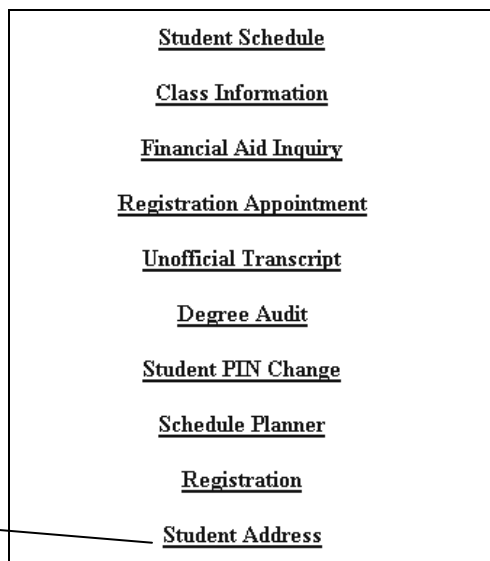 Student Schedule
Class Information
Financial Aid Inquiry
Registration Appointment
Unofficial Transcript
Degree Audit
Student PIN Change
Schedule Planner
Registration
Student Address